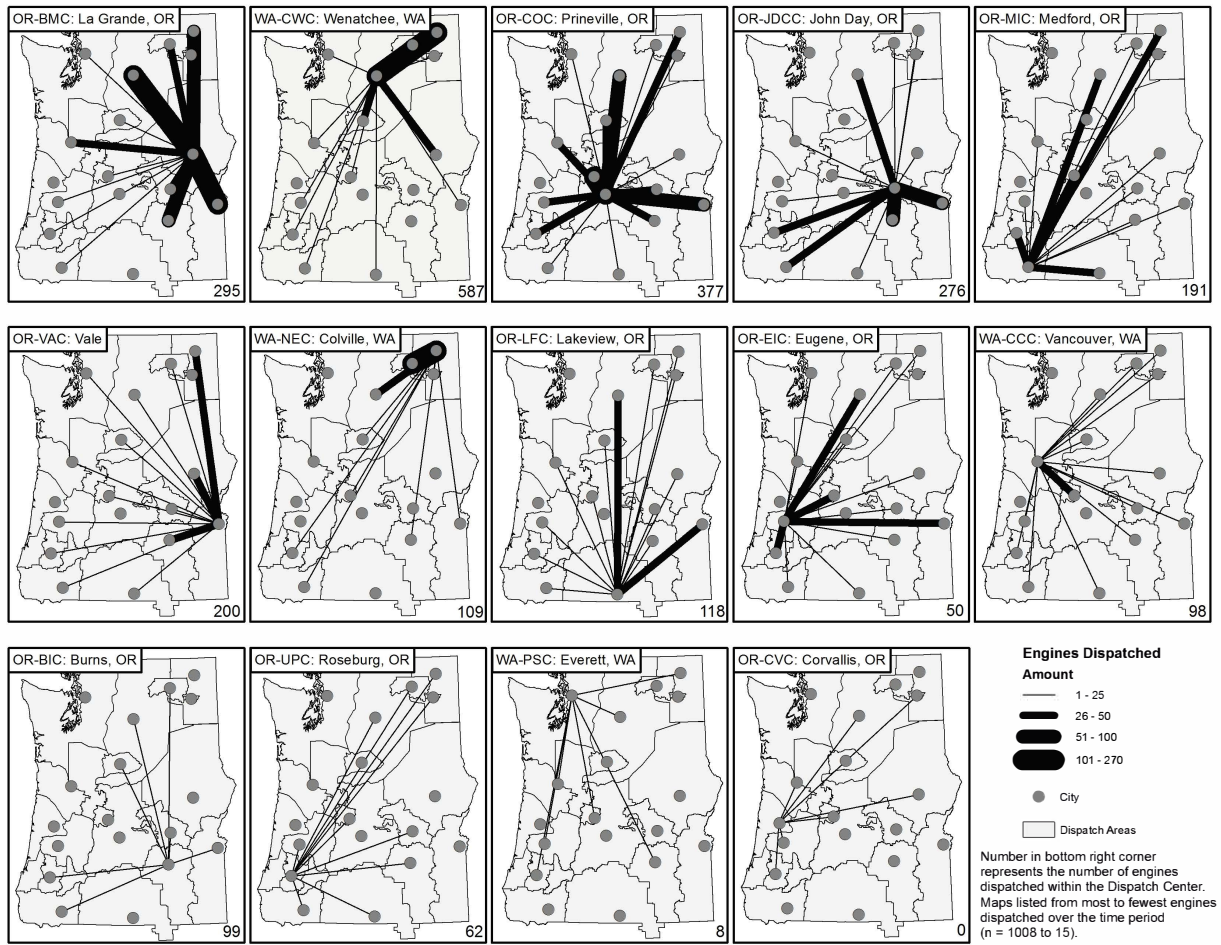 OR-BMC: La Grande, OR
295
WA-CWC: Wenatchee, WA
587
OR-COC: Prineville, OR
377
OR-JDCC: John Day, OR
276
OR-MIC: Medford, OR
191
OR-VAC: Vale
200
WA-NEC: Colville, WA
109
OR-LFC: Lakeview, OR
118
OR-EIC: Eugene, OR
50
WA-CCC: Vancouver, WA
98
OR-BIC: Burns, OR
99
OR-UPC: Roseburg, OR
62
WA-PSC: Everett, WA
8
OR-CVC: Corvallis, OR
0
Engines Dispatched
Amount
1 - 25
26 - 50
51 - 100
101 - 270
City
Dispatch Areas
Number in bottom right corner
represents the number of engines
dispatched within the Dispatch Center.
Maps listed from most to fewest engines
dispatched over the time period
(n = 1008 to 15).